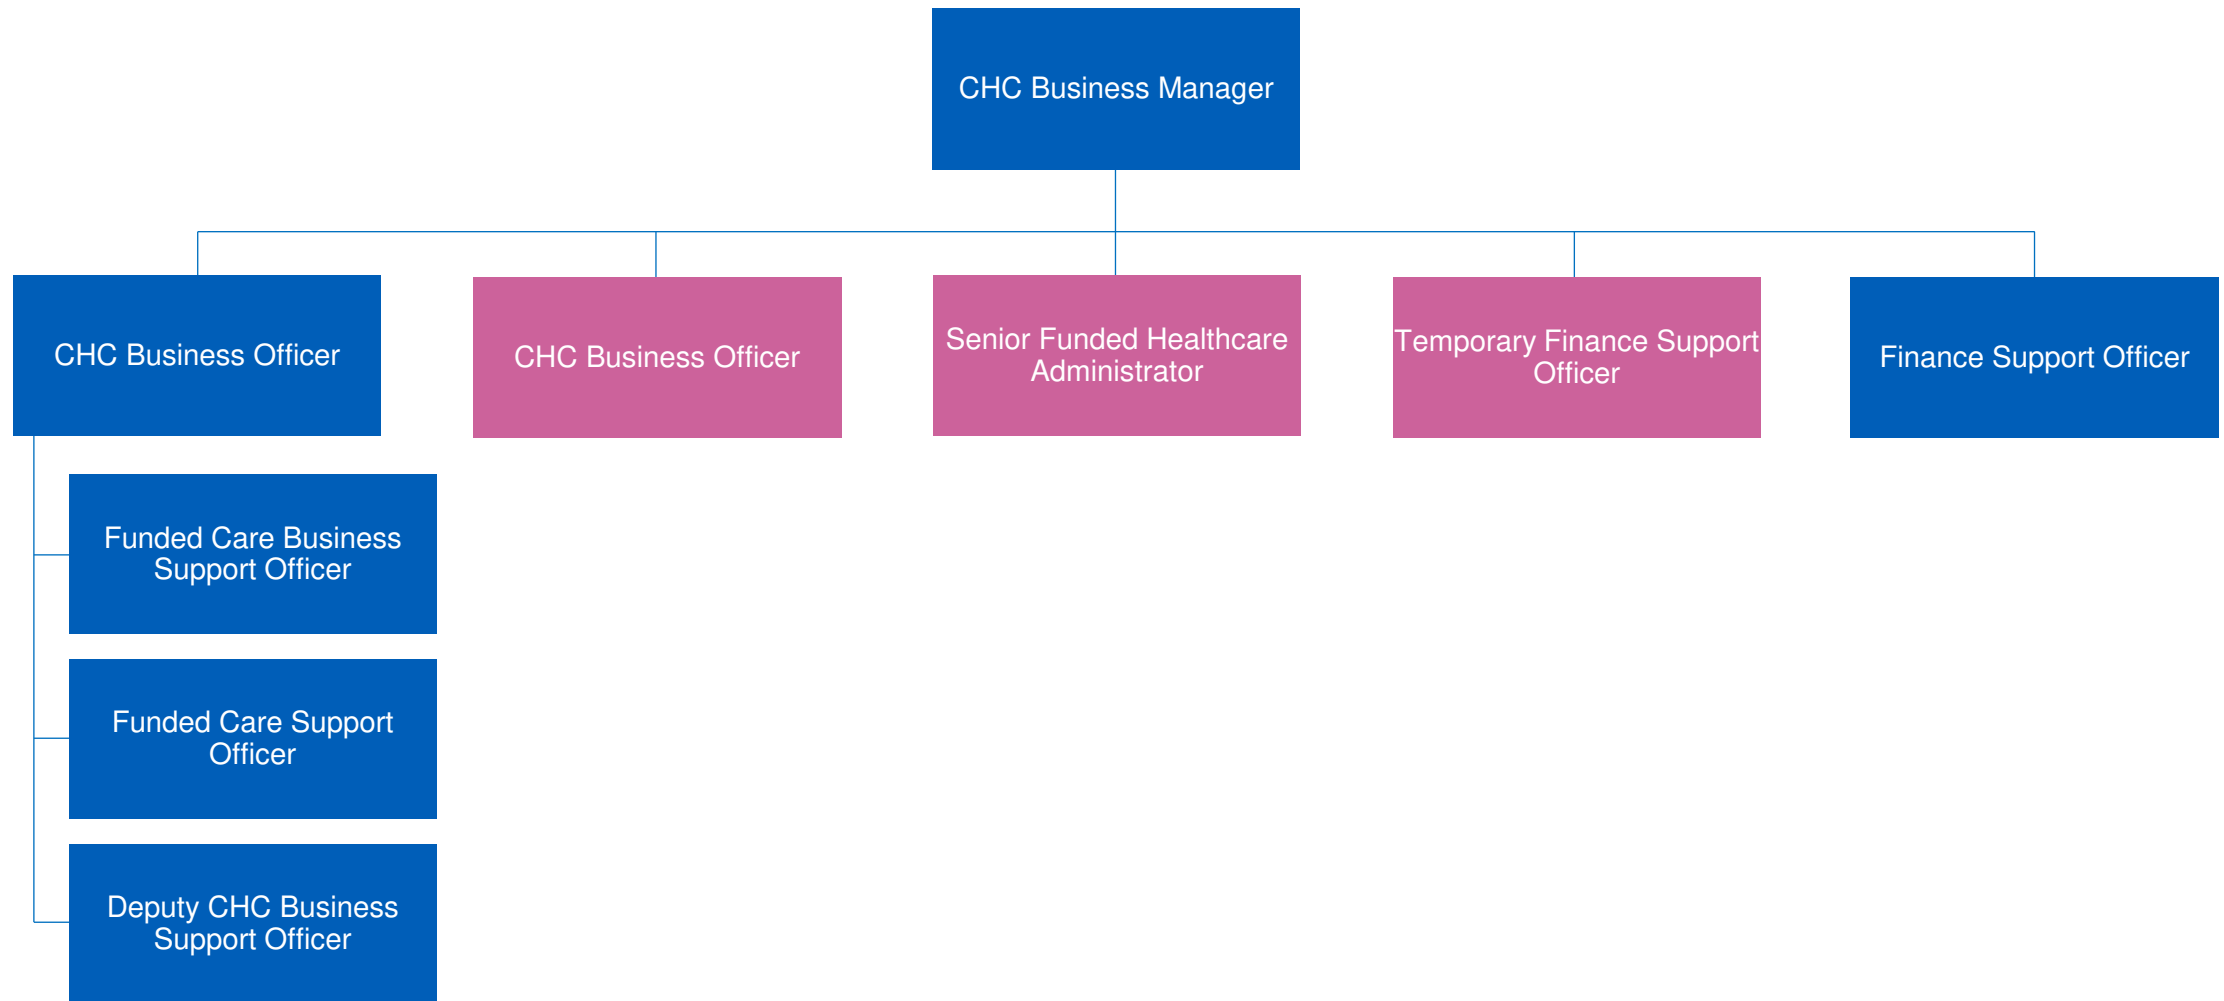 CHC Business Manager
CHC Business Officer
CHC Business Officer
Senior Funded Healthcare
Administrator
Temporary Finance Support
Officer
Finance Support Officer
Funded Care Business
Support Officer
Funded Care Support
Officer
Deputy CHC Business
Support Officer